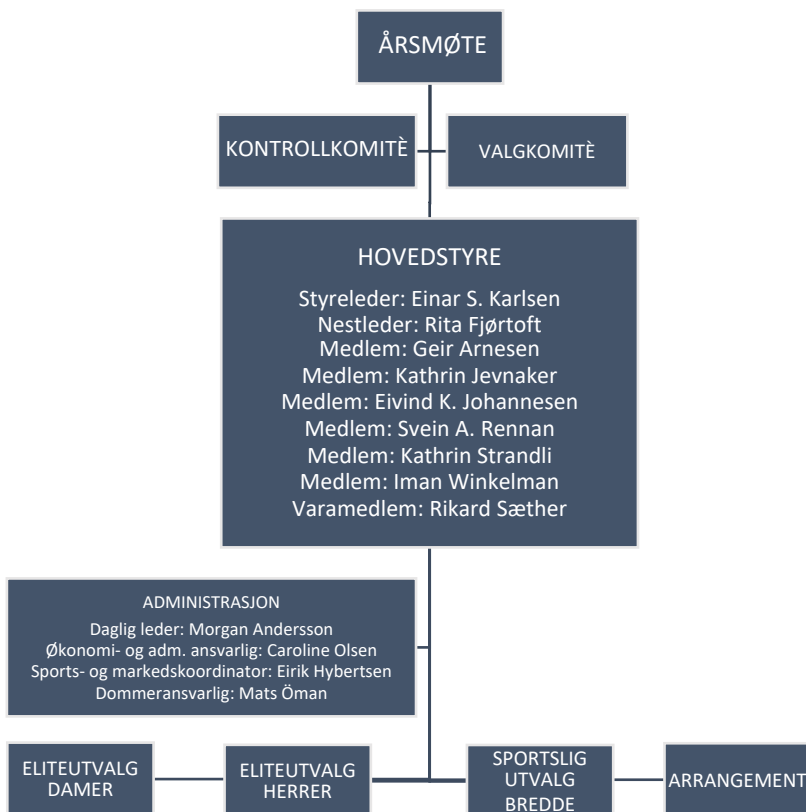 ÅRSMØTE
KONTROLLKOMITÈ
VALGKOMITÈ
HOVEDSTYRE
Styreleder: Einar S. Karlsen
Nestleder: Rita Fjørtoft
Medlem: Geir Arnesen
Medlem: Kathrin Jevnaker
Medlem: Eivind K. Johannesen
Medlem: Svein A. Rennan
Medlem: Kathrin Strandli
Medlem: Iman Winkelman
Varamedlem: Rikard Sæther
ADMINISTRASJON
Daglig leder: Morgan Andersson
Økonomi- og adm. ansvarlig: Caroline Olsen
Sports- og markedskoordinator: Eirik Hybertsen
Dommeransvarlig: Mats Öman
ELITEUTVALG
DAMER
ELITEUTVALG
HERRER
SPORTSLIG
UTVALG
BREDDE
ARRANGEMENT